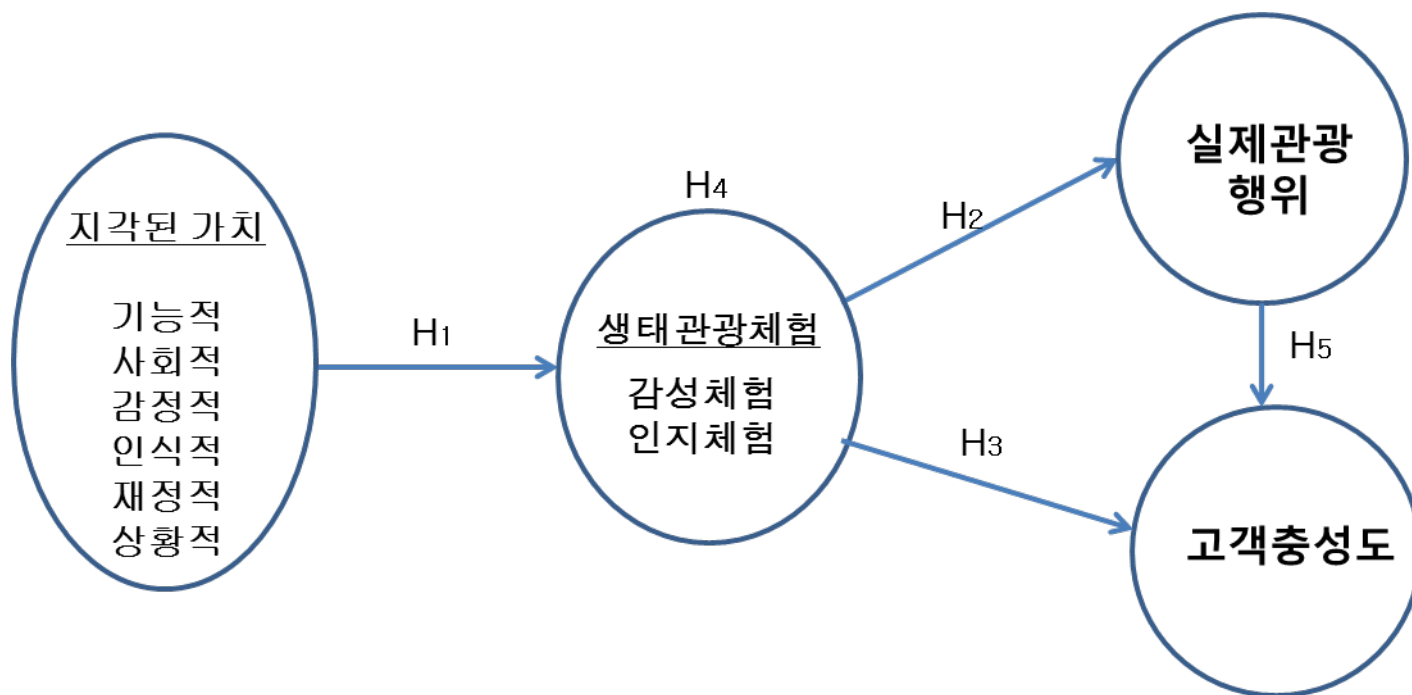 지각된 가치
기능적
사회적
감정적
인식적
재정적
상황적
H1
H4
생태관광체험
감성체험
인지체험
H2
H3
실제관광
행위
H5
고객충성도